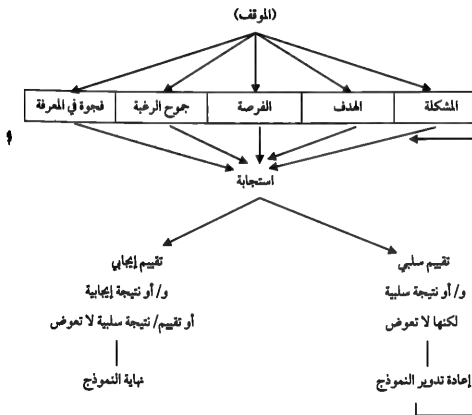 (الموقف)
المشكلة
الهدف
الفرصة
جموح الرغبة
فجوة في المعرفة
استجابة
تقييم سلبي
و/ أو نتيجة سلبية
لكنها لا تعوض
إعادة تدوير النموذج
تقييم إيجابي
و/ أو نتيجة إيجابية
أو تقييم/ نتيجة سلبية لا تعوض
نهاية النموذج